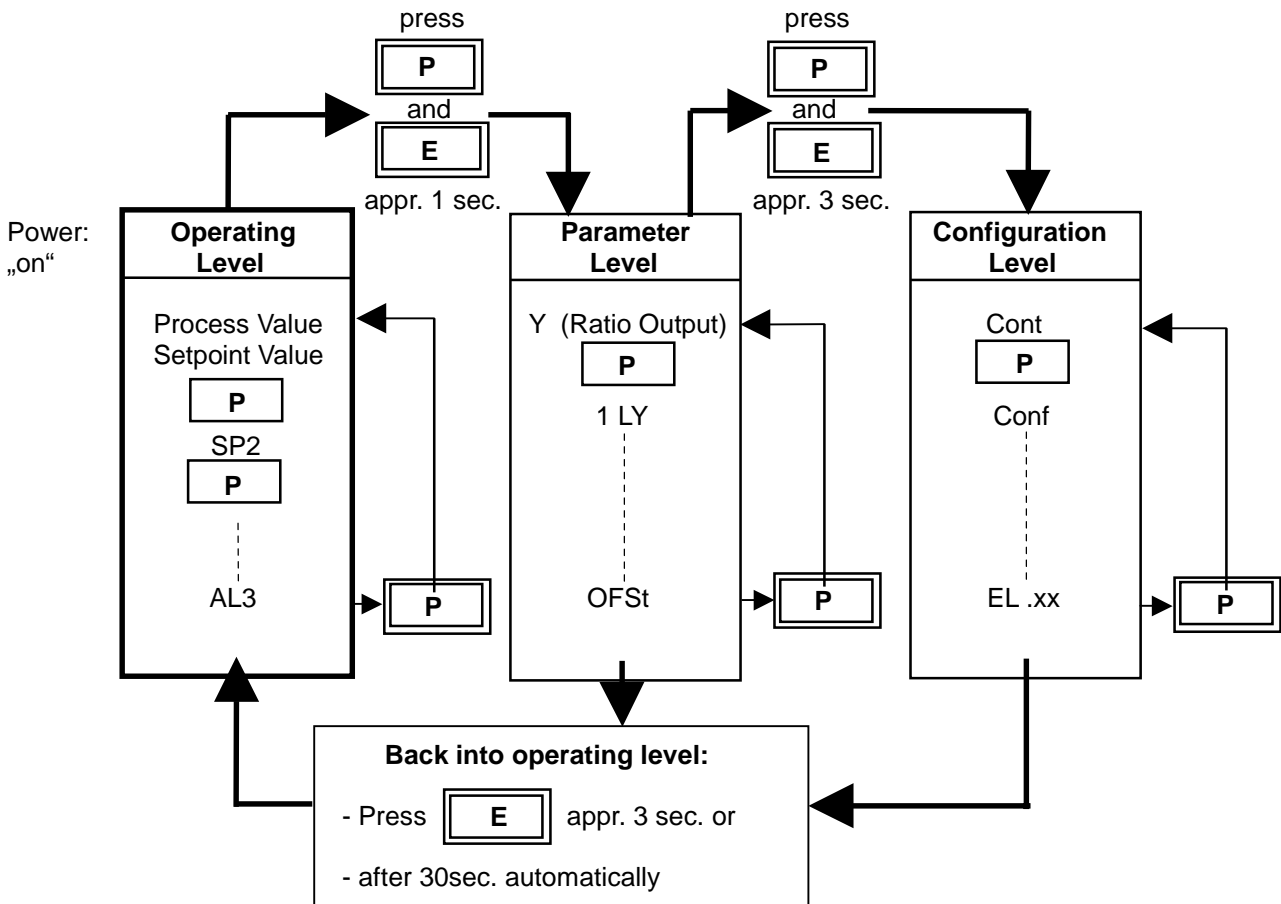 press
P
and
E
appr. 1 sec.
press
P
and
E
appr. 3 sec.
Power:
„on“
Operating
Level
Process Value
Setpoint Value
P
SP2
P
AL3
P
Parameter
Level
Y (Ratio Output)
P
1 LY
OFSt
P
Configuration
Level
Cont
P
Conf
EL .xx
P
Back into operating level:
- Press E appr. 3 sec. or
- after 30sec. automatically